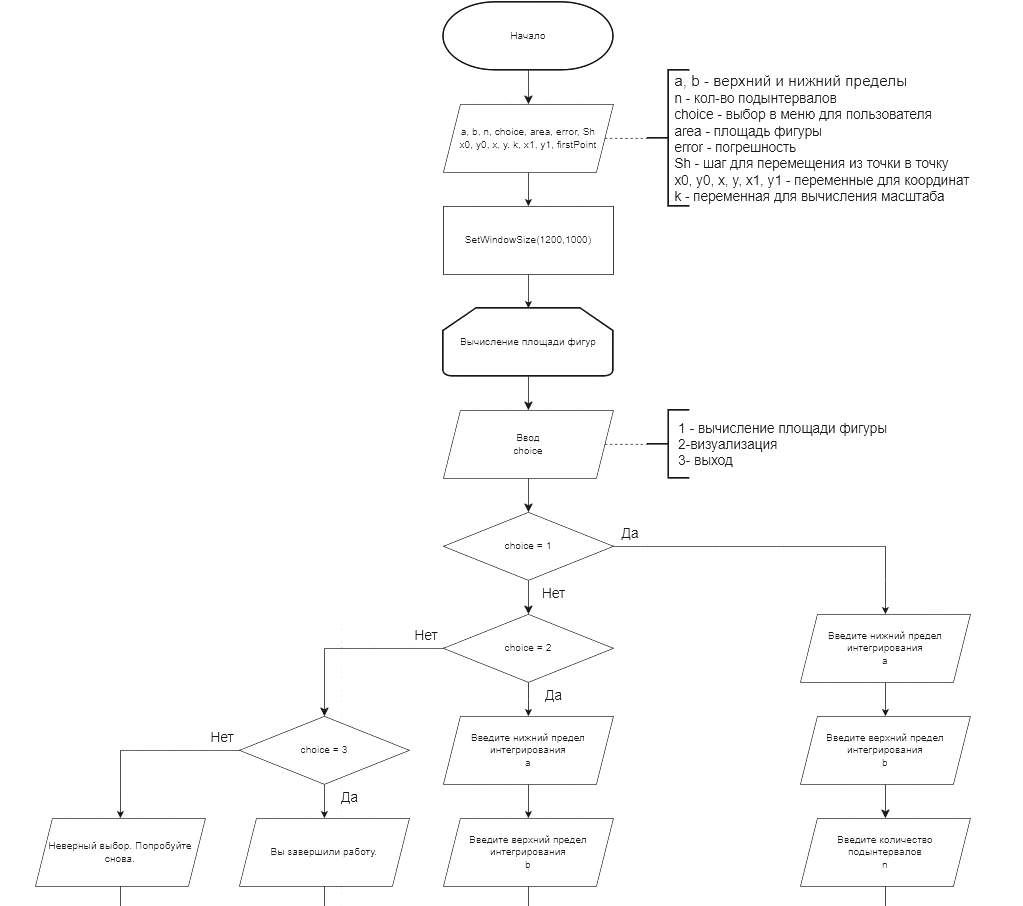 Начало
a, b, n, choice, area, error, Sh
x0, y0, x, y, k, x1, y1, firstPoint
a, b - верхний и нижний пределы
n - кол-во подынтервалов
choice - выбор в меню для пользователя
area - площадь фигуры
error - погрешность
Sh - шаг для перемещения из точки в точку
x0, y0, x, y, x1, y1 - переменные для координат
k - переменная для вычисления масштаба
SetWindowSize(1200,1000)
Вычисление площади фигур
Ввод
choice
1 - вычисление площади фигуры
2-визуализация
3- выход
choice = 1
Да
Нет
choice = 2
Нет
Да
Введите нижний предел
интегрирования
a
choice = 3
Нет
Да
Введите нижний предел
интегрирования
a
Введите верхний предел
интегрирования
b
Неверный выбор. Попробуйте
снова.
Вы завершили работу.
Введите верхний предел
интегрирования
b
Введите количество
подынтервалов
n